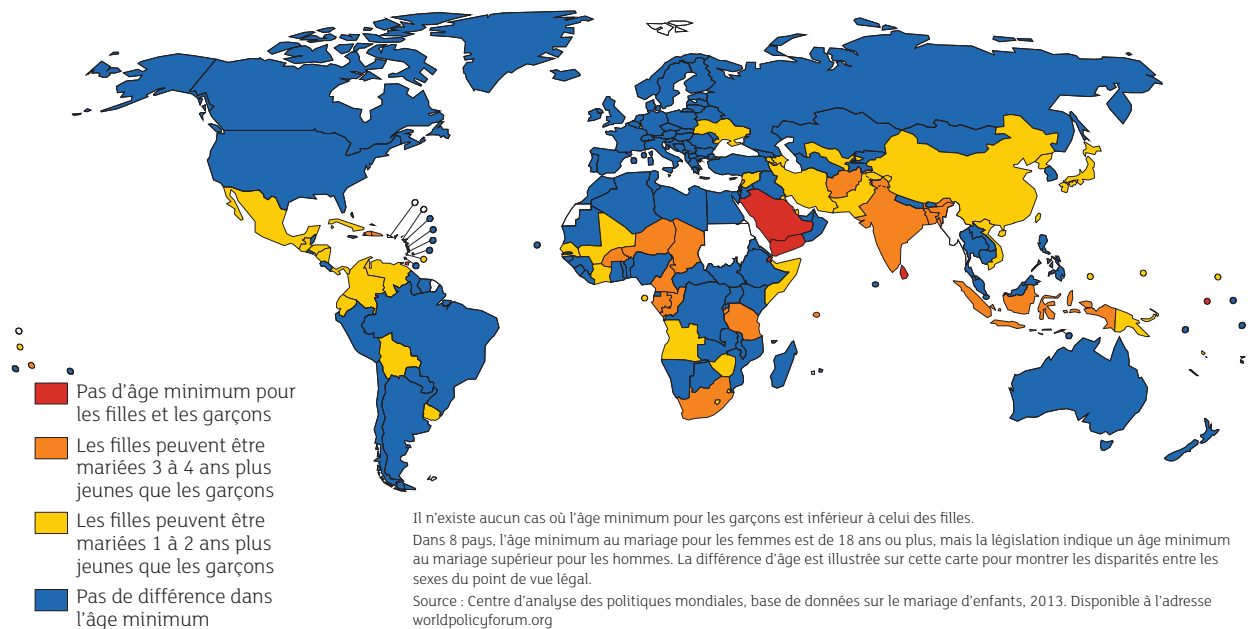 Pas d'âge minimum pour
les filles et les garçons
Les filles peuvent être
mariées 3 à 4 ans plus
jeunes que les garçons
Les filles peuvent être
mariées 1 à 2 ans plus
jeunes que les garçons
Pas de différence dans
l'âge minimum
Il n'existe aucun cas où l'âge minimum pour les garçons est inférieur à celui des filles.
Dans 8 pays, l'âge minimum au mariage pour les femmes est de 18 ans ou plus, mais la législation indique un âge minimum
au mariage supérieur pour les hommes. La différence d'âge est illustrée sur cette carte pour montrer les disparités entre les
sexes du point de vue légal.
Source : Centre d'analyse des politiques mondiales, base de données sur le mariage d'enfants, 2013. Disponible à l'adresse
worldpolicyforum.org